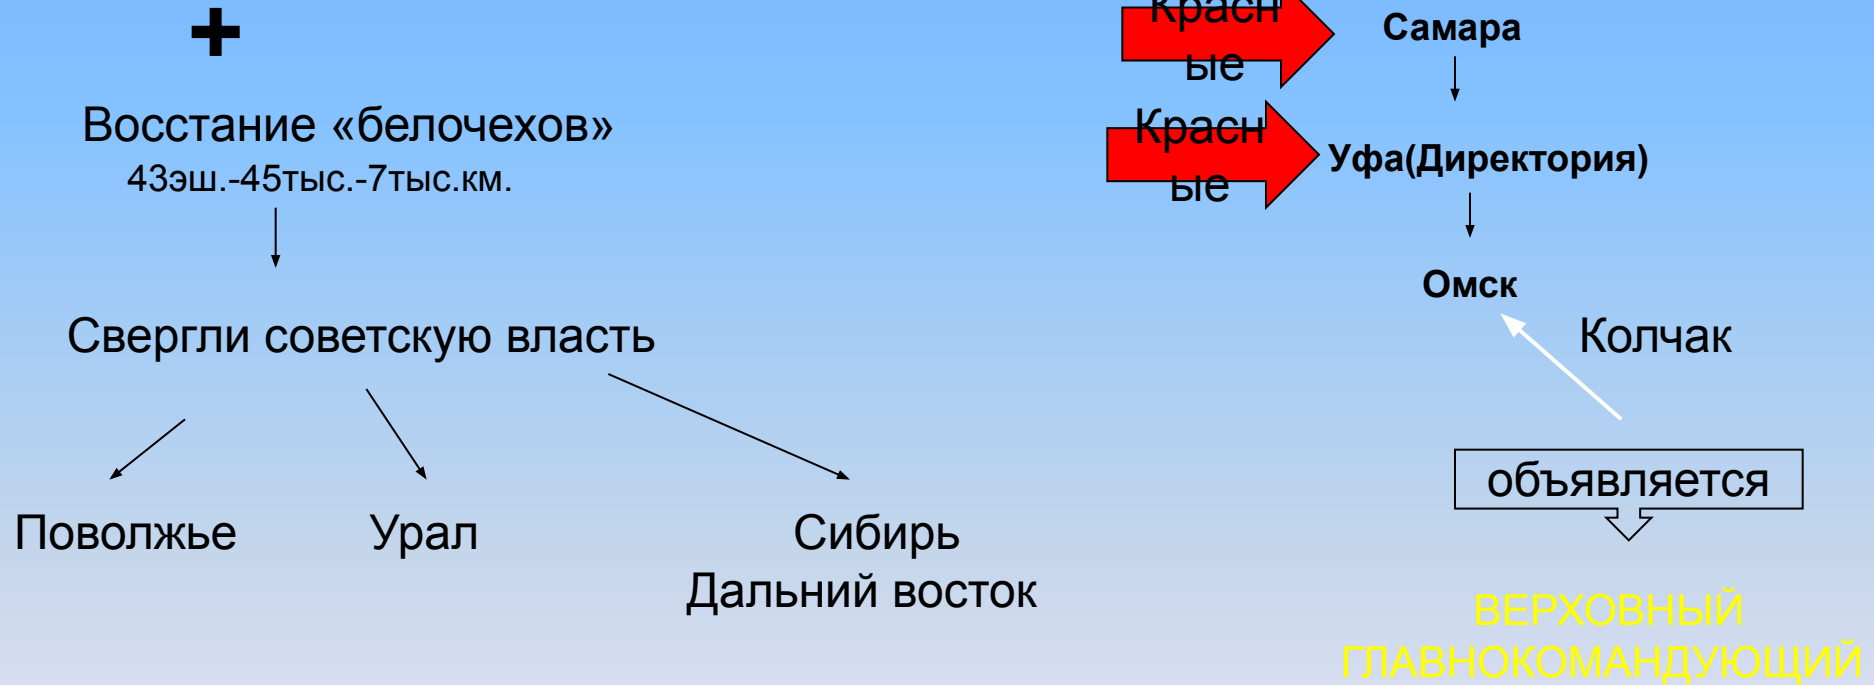 +
Восстание «белочехов»
43эш.-45тыс.-7тыс.км.
Свергли советскую власть
Поволжье
Урал
Сибирь
Дальний восток
Красн
ые
Самара
Красн
ые
Уфа(Директория)
Омск
Колчак
объявляется
ВЕРХОВНЫЙ
ГЛАВНОКОМАНДУЮЩИЙ